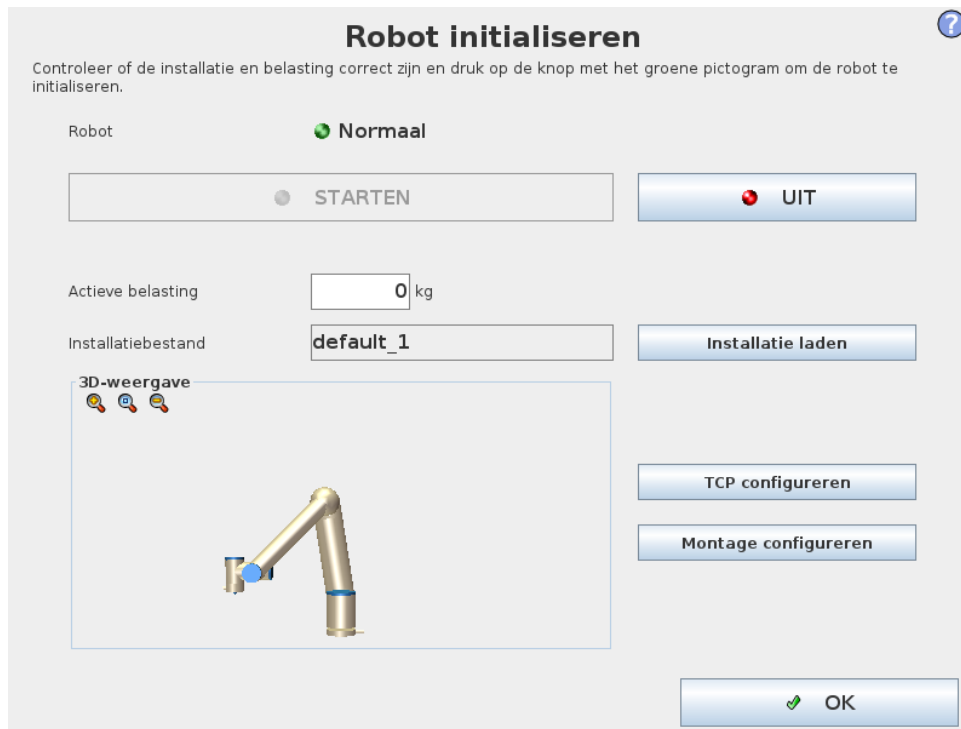 Robot initialiseren
?
Controleer of de installatie en belasting correct zijn en druk op de knop met het groene pictogram om de robot te
initialiseren.
Robot
Normaal
STARTEN
UIT
Actieve belasting
0 kg
Installatiebestand
default_1
Installatie laden
3D-weergave
TCP configureren
Montage configureren
OK